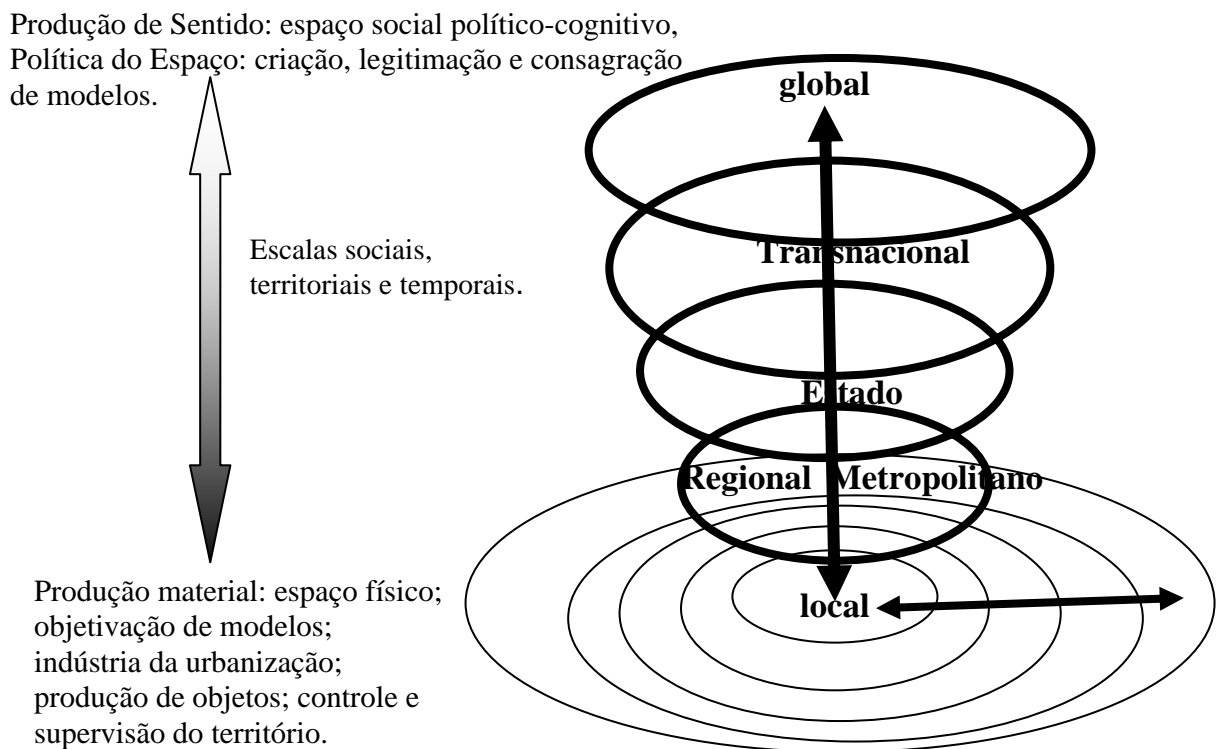 Produção de Sentido: espaço social político-cognitivo,
Política do Espaço: criação, legitimação e consagração
de modelos.
global
Escalas sociais,
territoriais e temporais.
Transnacional
Estado
Regional Metropolitano
Produção material: espaço físico;
objetivação de modelos;
indústria da urbanização;
produção de objetos; controle e
supervisão do território.
local